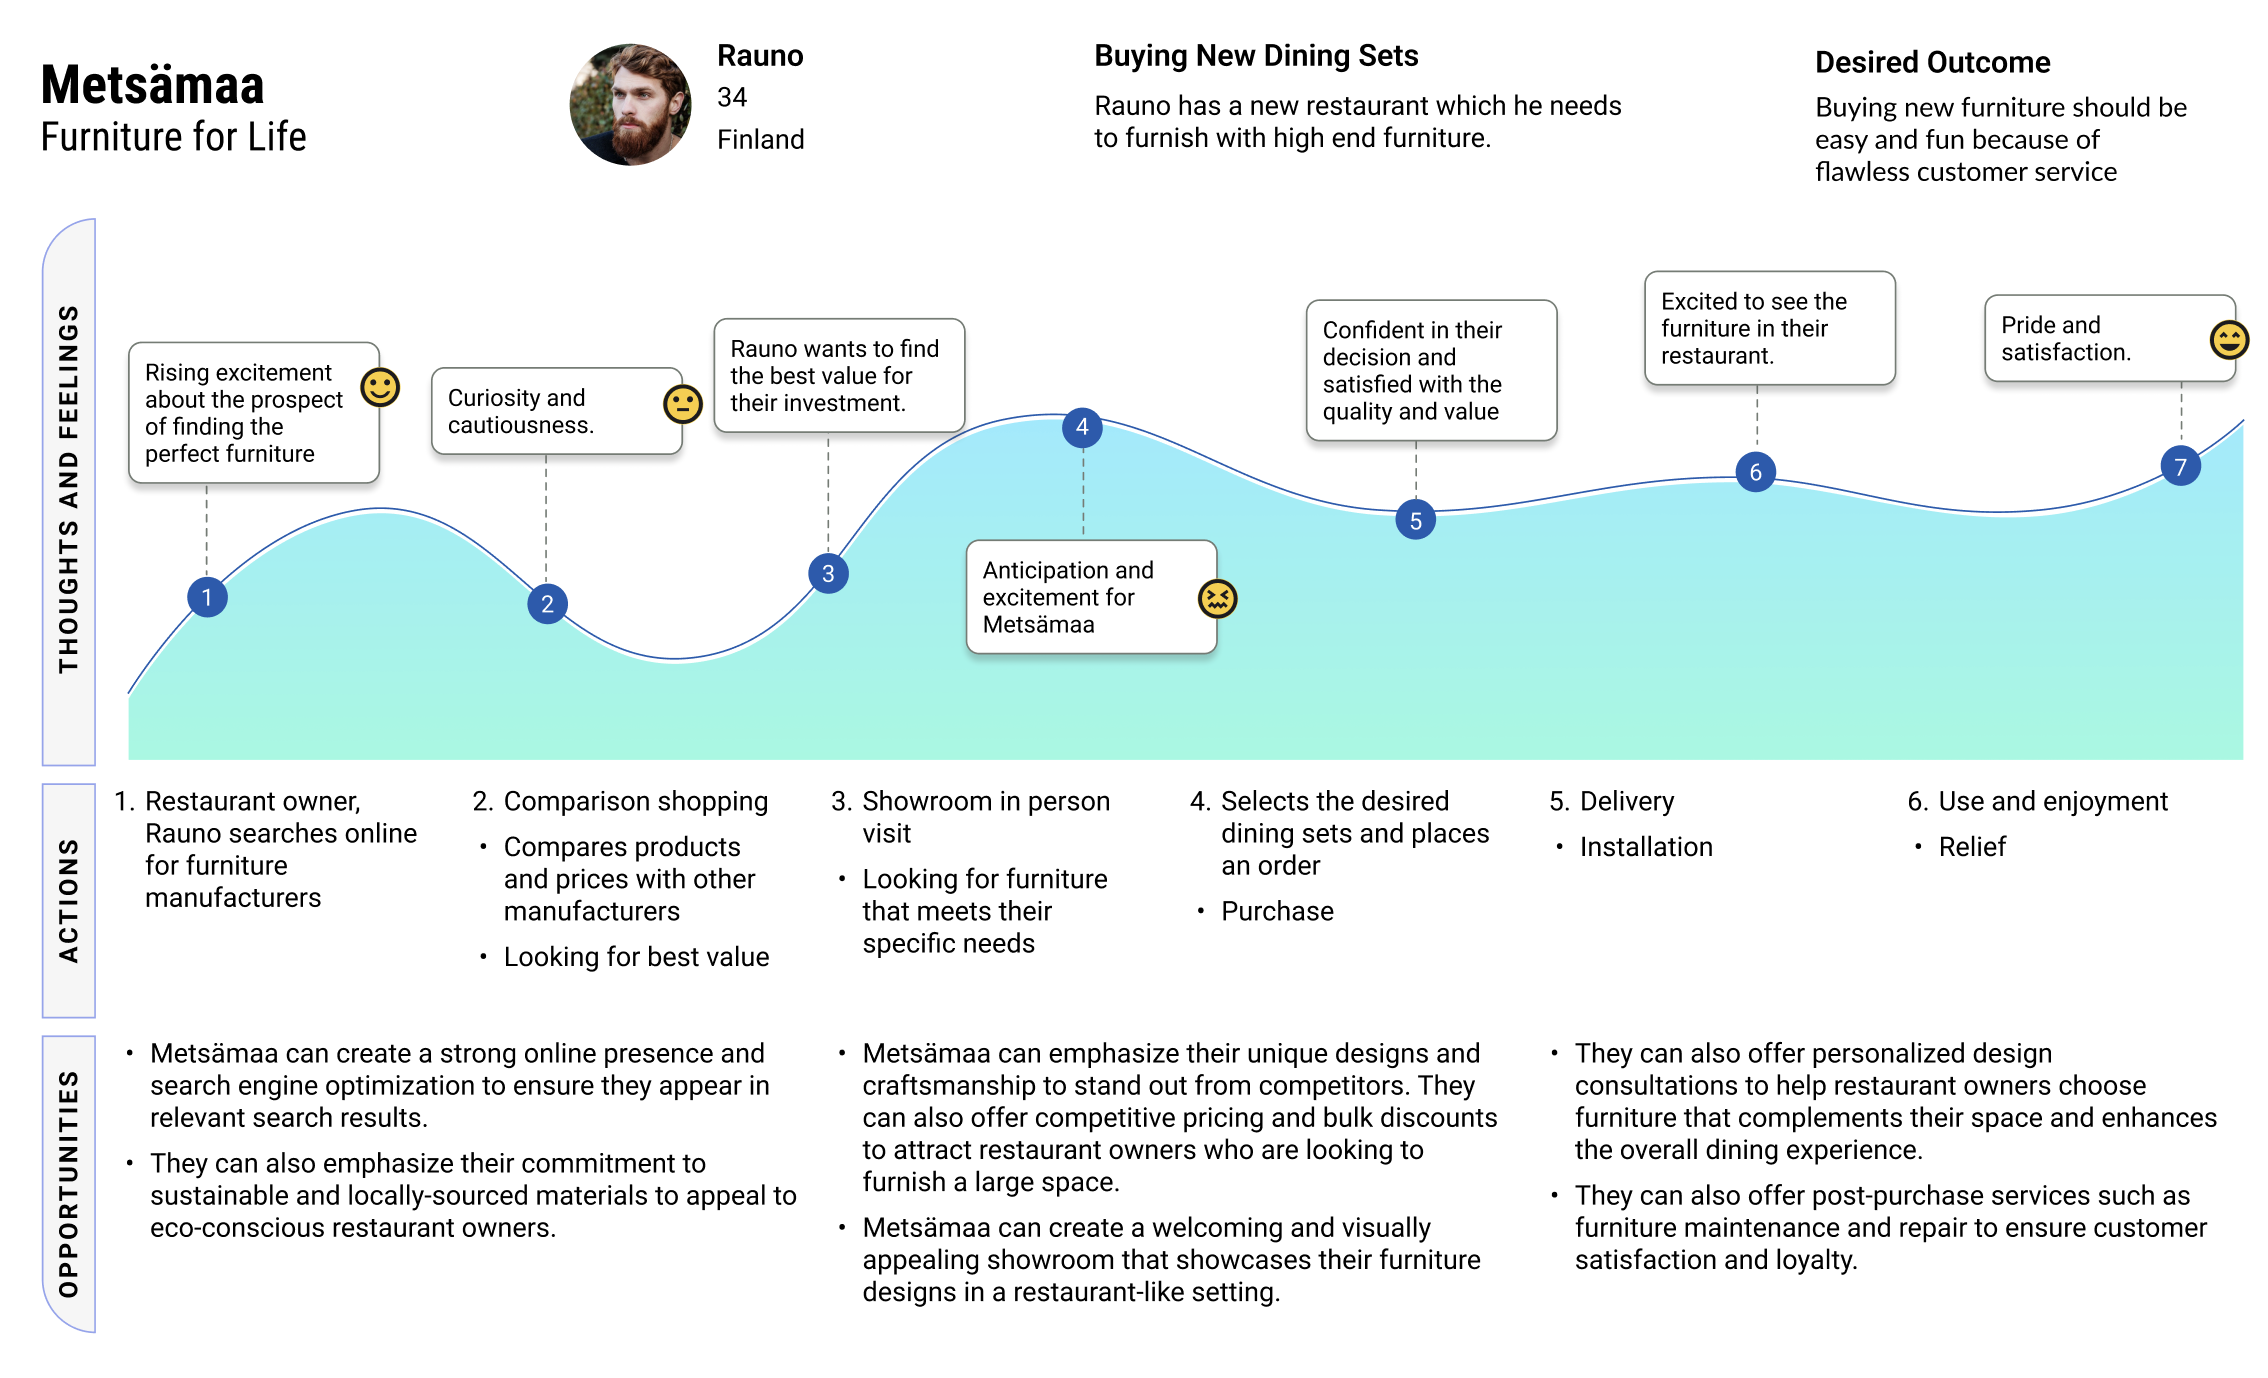 Metsämaa
Furniture for Life
Rauno
34
Finland
Buying New Dining Sets
Rauno has a new restaurant which he needs
to furnish with high end furniture.
Desired Outcome
Buying new furniture should be
easy and fun because of
flawless customer service
THOUGHTS AND FEELINGS
Rising excitement
about the prospect
of finding the
perfect furniture
Curiosity and
cautiousness.
Rauno wants to find
the best value for
their investment.
Anticipation and
excitement for
Metsämaa
Confident in their
decision and
satisfied with the
quality and value
Excited to see the
furniture in their
restaurant.
Pride and
satisfaction.
1
2
3
4
5
6
7
ACTIONS
1. Restaurant owner,
Rauno searches online
for furniture
manufacturers
2. Comparison shopping
• Compares products
and prices with other
manufacturers
• Looking for best value
3. Showroom in person
visit
• Looking for furniture
that meets their
specific needs
4. Selects the desired
dining sets and places
an order
• Purchase
5. Delivery
• Installation
6. Use and enjoyment
• Relief
OPPORTUNITIES
• Metsämaa can create a strong online presence and
search engine optimization to ensure they appear in
relevant search results.
• They can also emphasize their commitment to
sustainable and locally-sourced materials to appeal to
eco-conscious restaurant owners.
• Metsämaa can emphasize their unique designs and
craftsmanship to stand out from competitors. They
can also offer competitive pricing and bulk discounts
to attract restaurant owners who are looking to
furnish a large space.
• Metsämaa can create a welcoming and visually
appealing showroom that showcases their furniture
designs in a restaurant-like setting.
• They can also offer personalized design
consultations to help restaurant owners choose
furniture that complements their space and enhances
the overall dining experience.
• They can also offer post-purchase services such as
furniture maintenance and repair to ensure customer
satisfaction and loyalty.